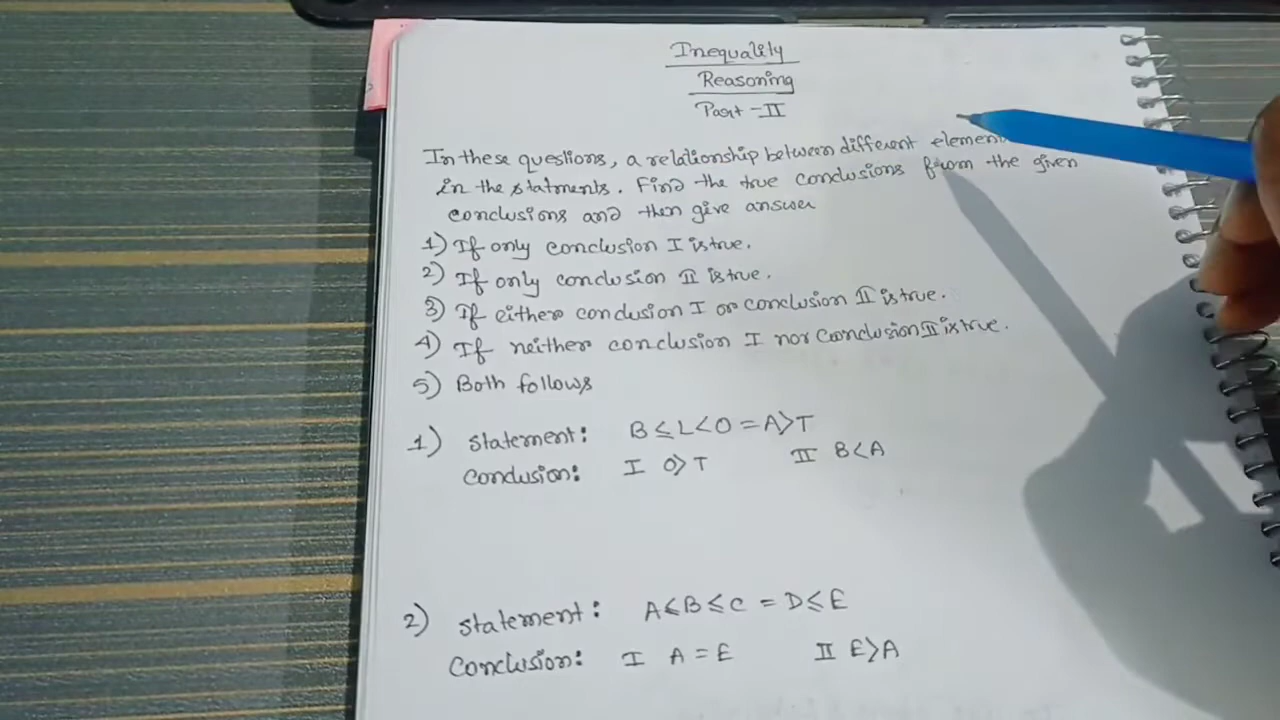 Inequality
Reasoning
Part-II
In these questions, a relationship between different
in the statments. Find the true conclusions from the given
conclusions and then give answer
1) If only conclusion I is true.
2) If only conclusion II is true.
3) If either conclusion I or conclusion II is true.
4) If neither conclusion I nor conclusion II is true.
5) Both follows
1) Statement: B ≤ L < O = A > T
Conclusion: I O > T II B < A
2) Statement: A ≤ B ≤ C = D ≤ E
Conclusion: I A = E II E > A